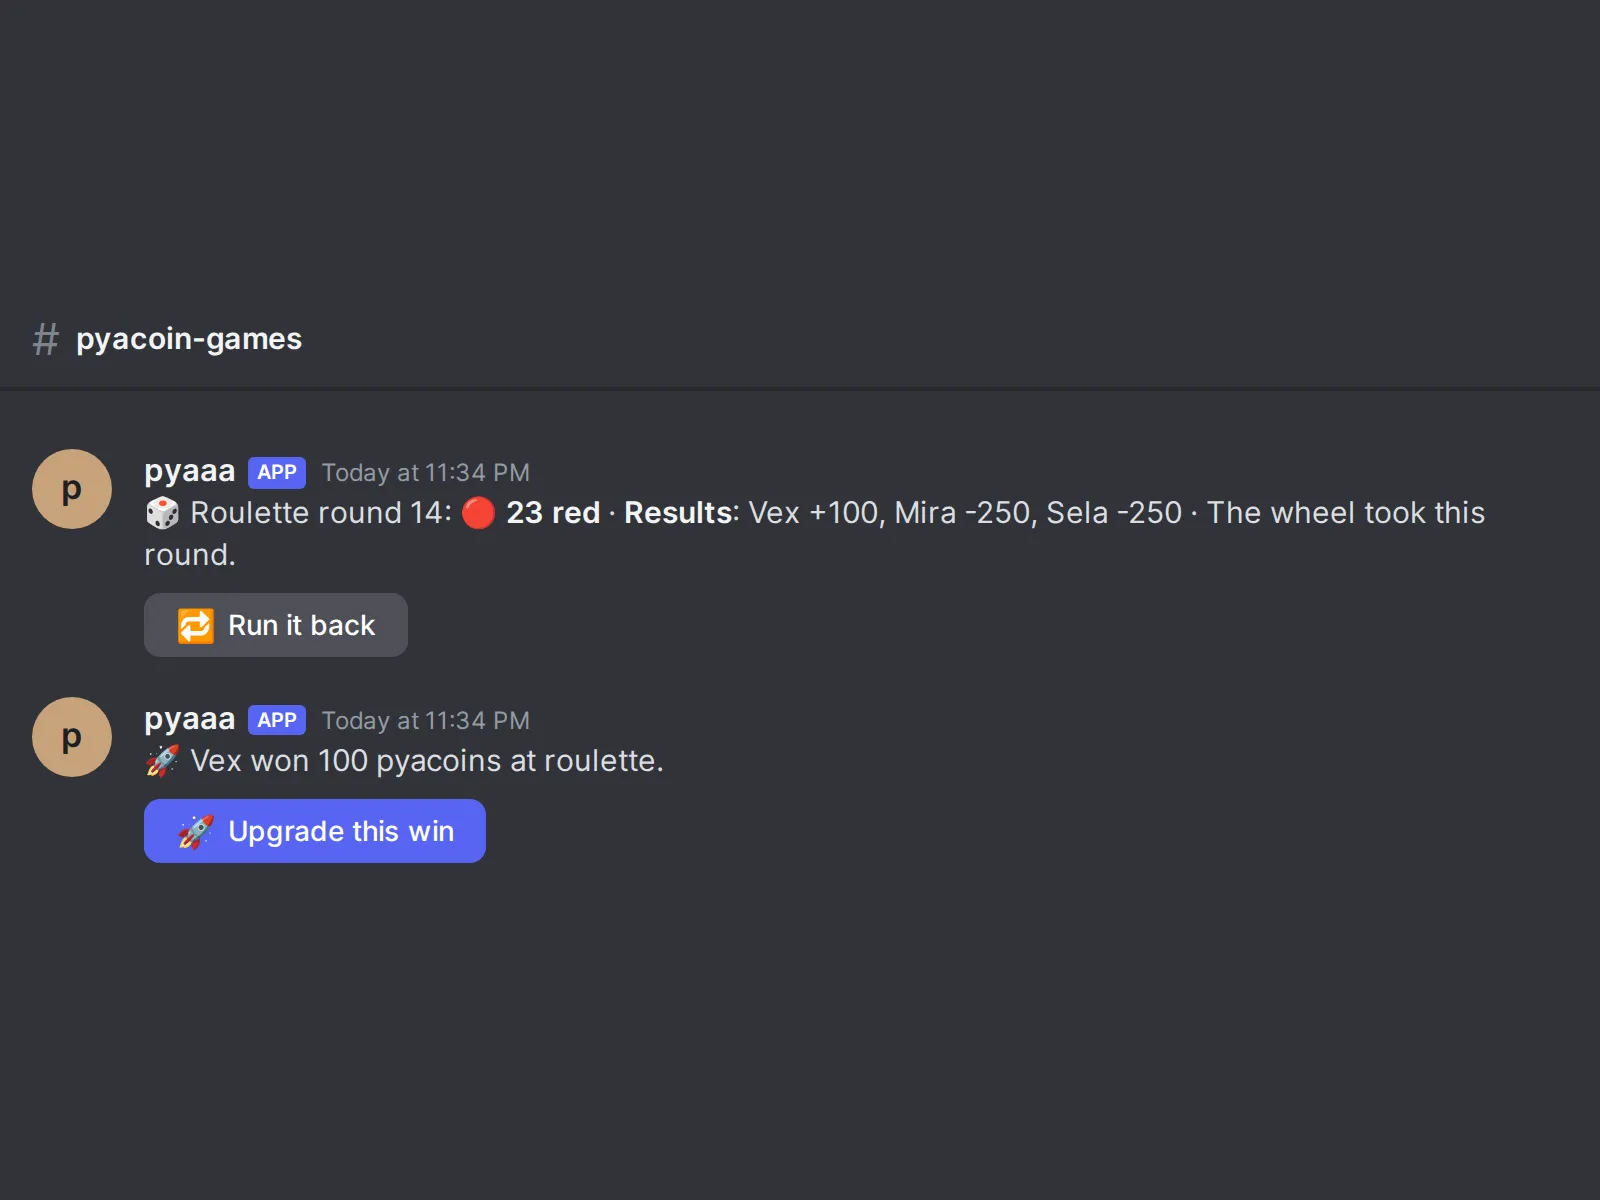 # pyacoin-games
p
pyaaa APP Today at 11:34 PM
🎲 Roulette round 14: 🔴 23 red · Results: Vex +100, Mira -250, Sela -250 · The wheel took this
round.
🔁 Run it back
p
pyaaa APP Today at 11:34 PM
🚀 Vex won 100 pyacoins at roulette.
🚀 Upgrade this win